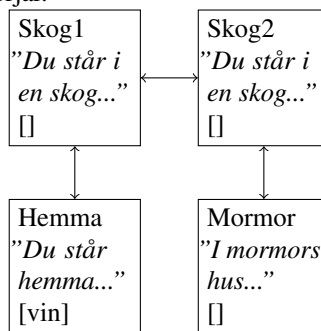 Skog1
"Du står i
en skog..."
[]
Skog2
"Du står i
en skog..."
[]
Hemma
"Du står
hemma..."
[vin]
Mormor
"I mormors
hus..."
[]